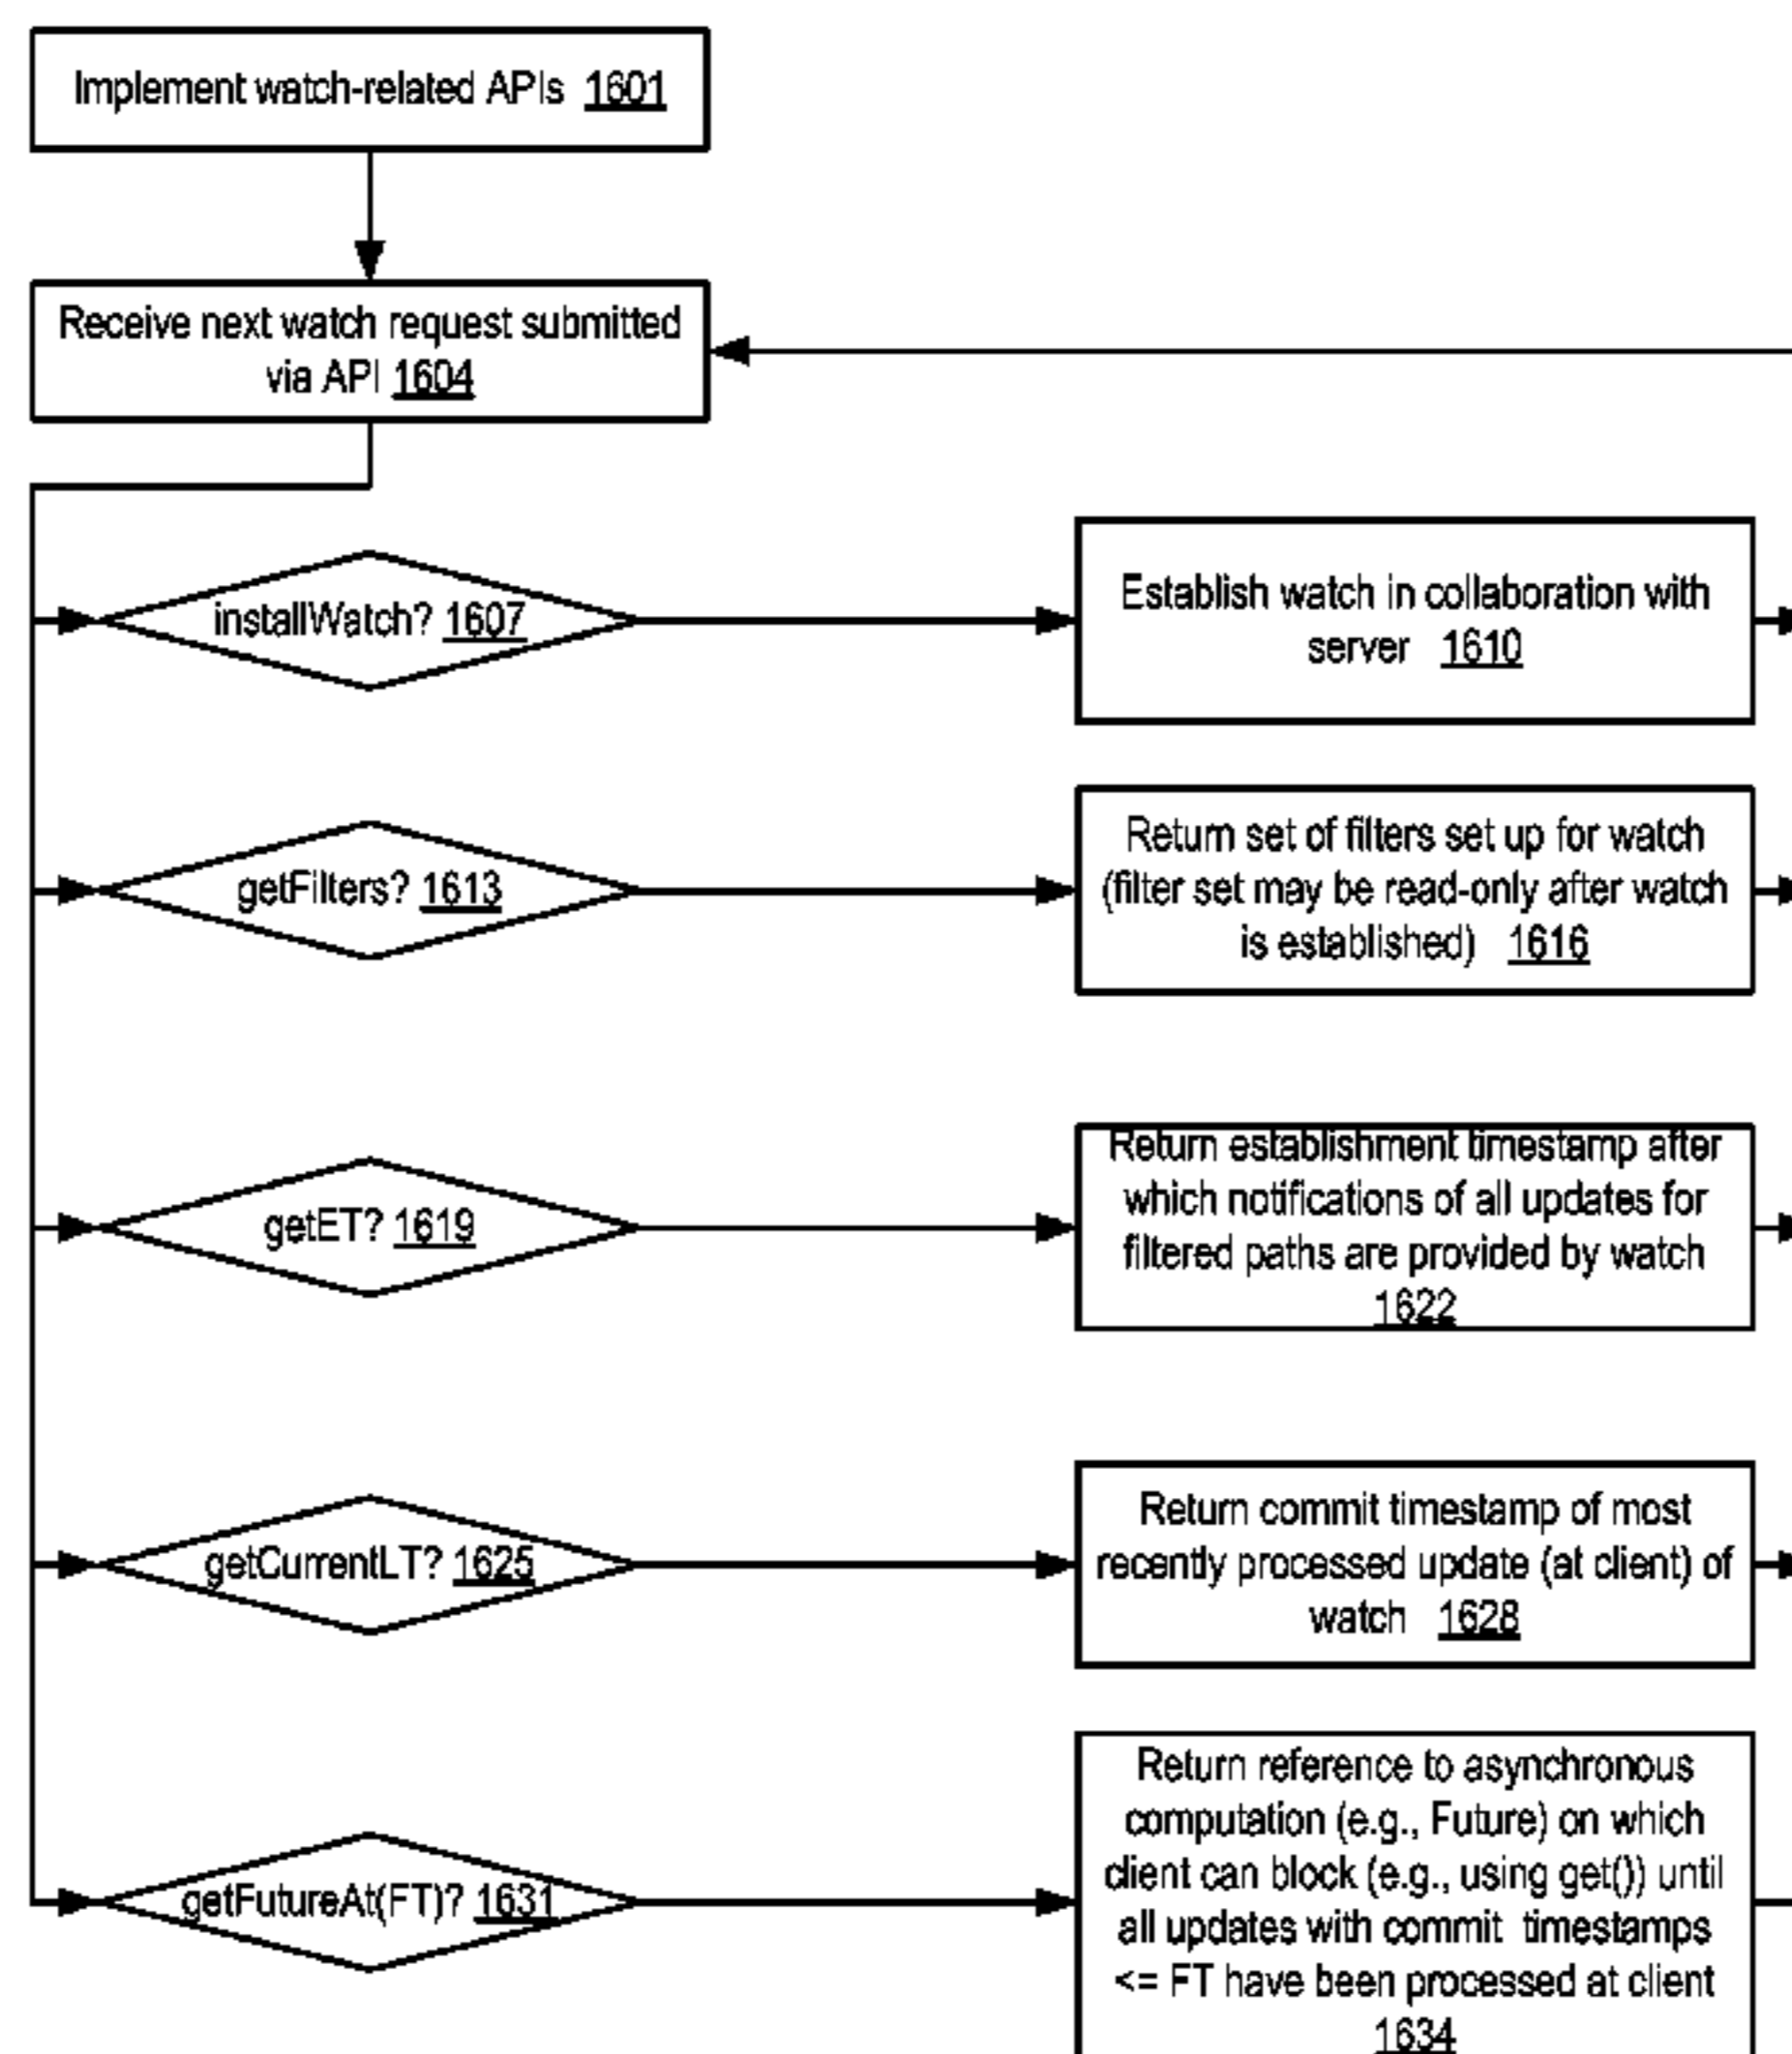 Implement watch-related APIs 1601
Receive next watch request submitted
via API 1604
installWatch? 1607
Establish watch in collaboration with
server 1610
getFilters? 1613
Return set of filters set up for watch
(filter set may be read-only after watch
is established) 1616
getET? 1619
Return establishment timestamp after
which notifications of all updates for
filtered paths are provided by watch
1622
getCurrentLT? 1625
Return commit timestamp of most
recently processed update (at client) of
watch 1628
getFutureAt(FT)? 1631
Return reference to asynchronous
computation (e.g., Future) on which
client can block (e.g., using get()) until
all updates with commit timestamps
<= FT have been processed at client
1634